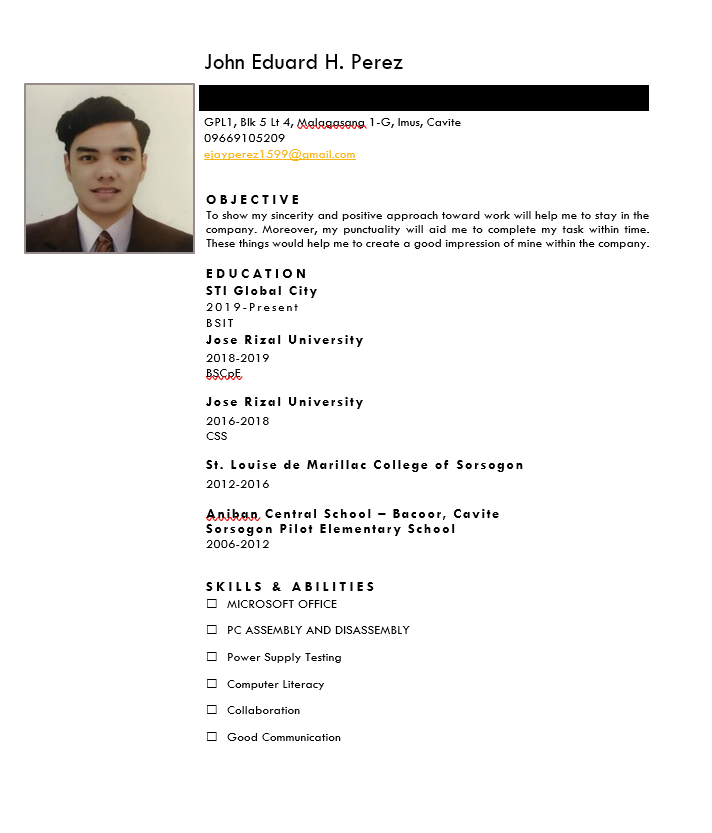 John Eduard H. Perez
GPL1, Blk 5 Lt 4, Malagasang 1-G, Imus, Cavite
09669105209
ejayperez1599@gmail.com
OBJECTIVE
To show my sincerity and positive approach toward work will help me to stay in the
company. Moreover, my punctuality will aid me to complete my task within time.
These things would help me to create a good impression of mine within the company.
EDUCATION
STI Global City
2019-Present
BSIT
Jose Rizal University
2018-2019
BSCpE
Jose Rizal University
2016-2018
CSS
St. Louise de Marillac College of Sorsogon
2012-2016
Aniban Central School – Bacoor, Cavite
Sorsogon Pilot Elementary School
2006-2012
SKILLS & ABILITIES
☐ MICROSOFT OFFICE
☐ PC ASSEMBLY AND DISASSEMBLY
☐ Power Supply Testing
☐ Computer Literacy
☐ Collaboration
☐ Good Communication